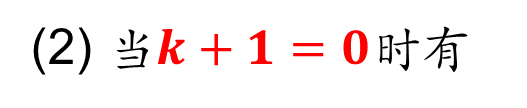 (2) 当k + 1 = 0时有